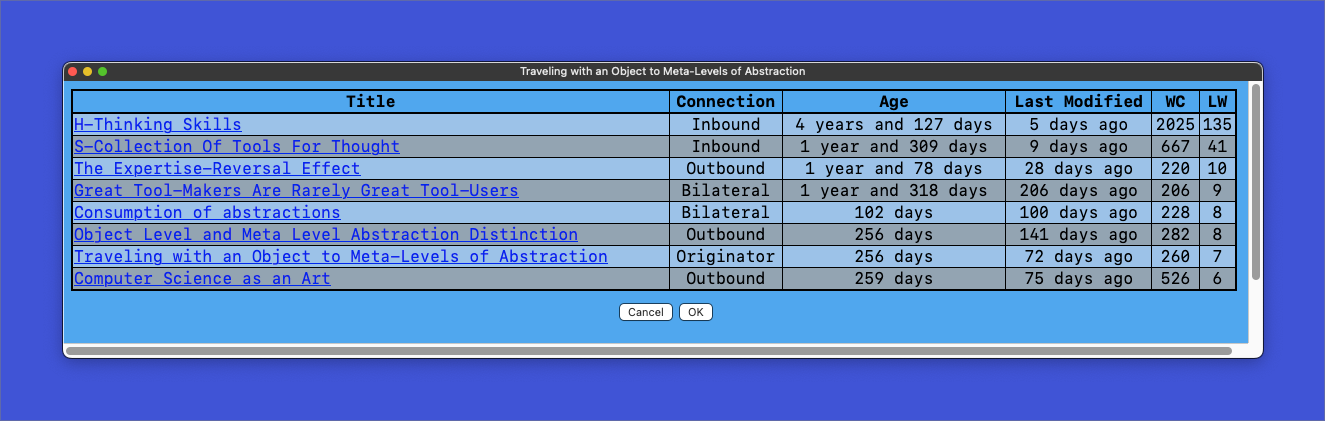 Traveling with an Object to Meta-Levels of Abstraction
Title Connection Age Last Modified WC LW
H-Thinking Skills Inbound 4 years and 127 days 5 days ago 2025 135
S-Collection Of Tools For Thought Inbound 1 year and 309 days 9 days ago 667 41
The Expertise-Reversal Effect Outbound 1 year and 78 days 28 days ago 220 10
Great Tool-Makers Are Rarely Great Tool-Users Bilateral 1 year and 318 days 206 days ago 206 9
Consumption of abstractions Bilateral 102 days 100 days ago 228 8
Object Level and Meta Level Abstraction Distinction Outbound 256 days 141 days ago 282 8
Traveling with an Object to Meta-Levels of Abstraction Originator 256 days 72 days ago 260 7
Computer Science as an Art Outbound 259 days 75 days ago 526 6
Cancel OK